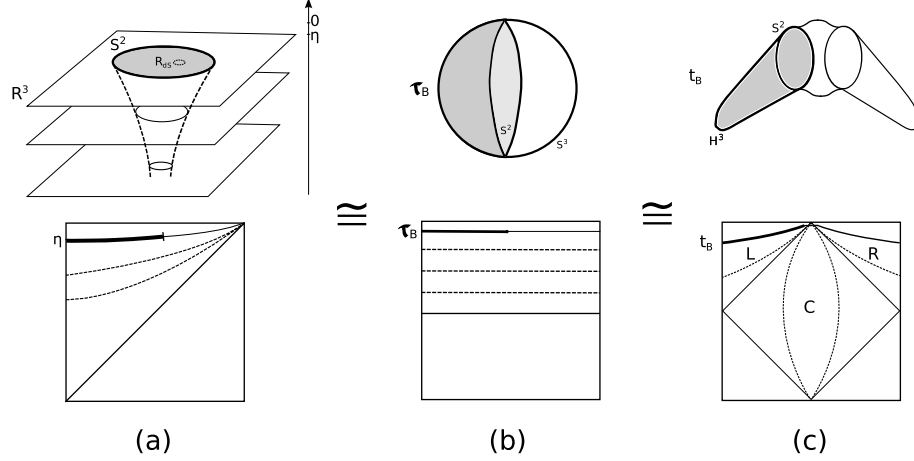 0
η
S²
R_dS
R³
η
(a)
≅
τ_B
S²
S³
τ_B
(b)
≅
S²
t_B
H³
t_B
L
R
C
(c)